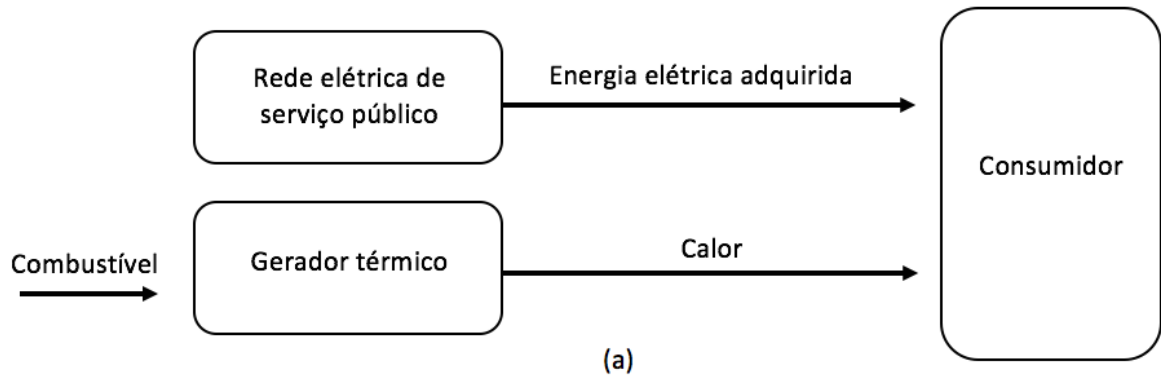 Rede elétrica de
serviço público
Energia elétrica adquirida
Consumidor
Combustível
Gerador térmico
Calor
(a)